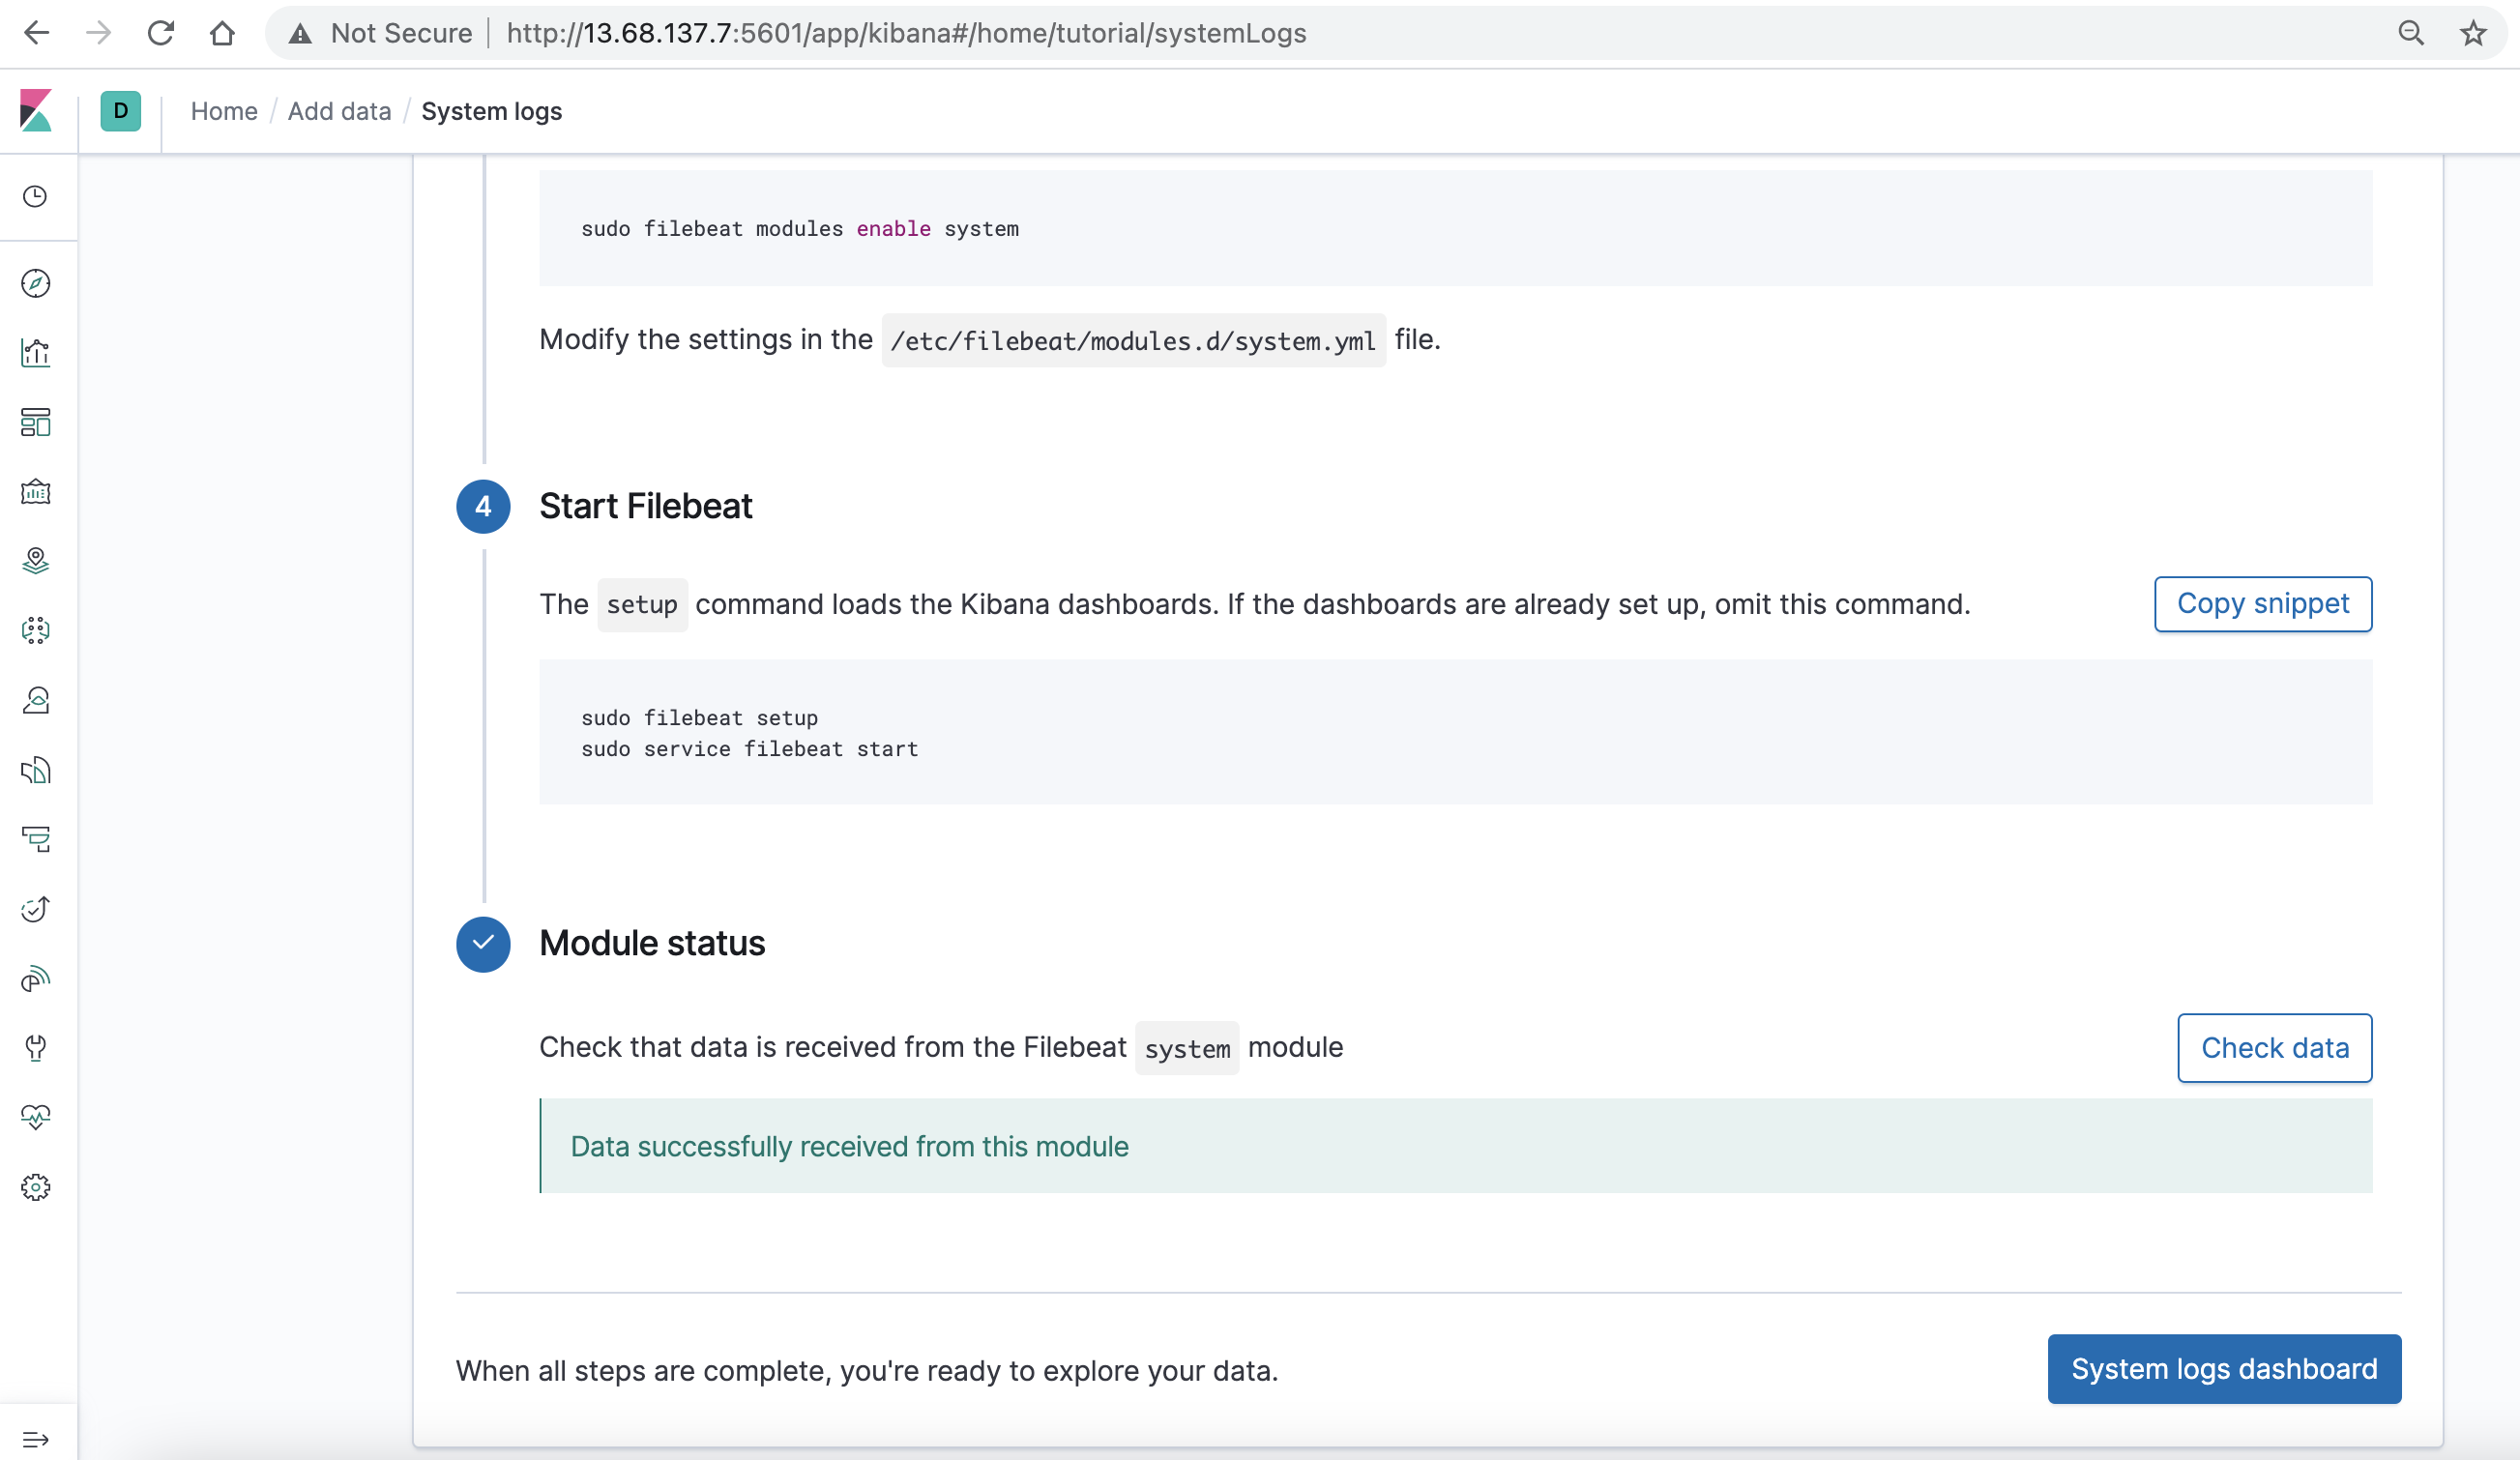 Not Secure | http://13.68.137.7:5601/app/kibana#/home/tutorial/systemLogs
D Home / Add data / System logs
sudo filebeat modules enable system
Modify the settings in the /etc/filebeat/modules.d/system.yml file.
4 Start Filebeat
The setup command loads the Kibana dashboards. If the dashboards are already set up, omit this command. Copy snippet
sudo filebeat setup
sudo service filebeat start
Module status
Check that data is received from the Filebeat system module Check data
Data successfully received from this module
When all steps are complete, you're ready to explore your data. System logs dashboard